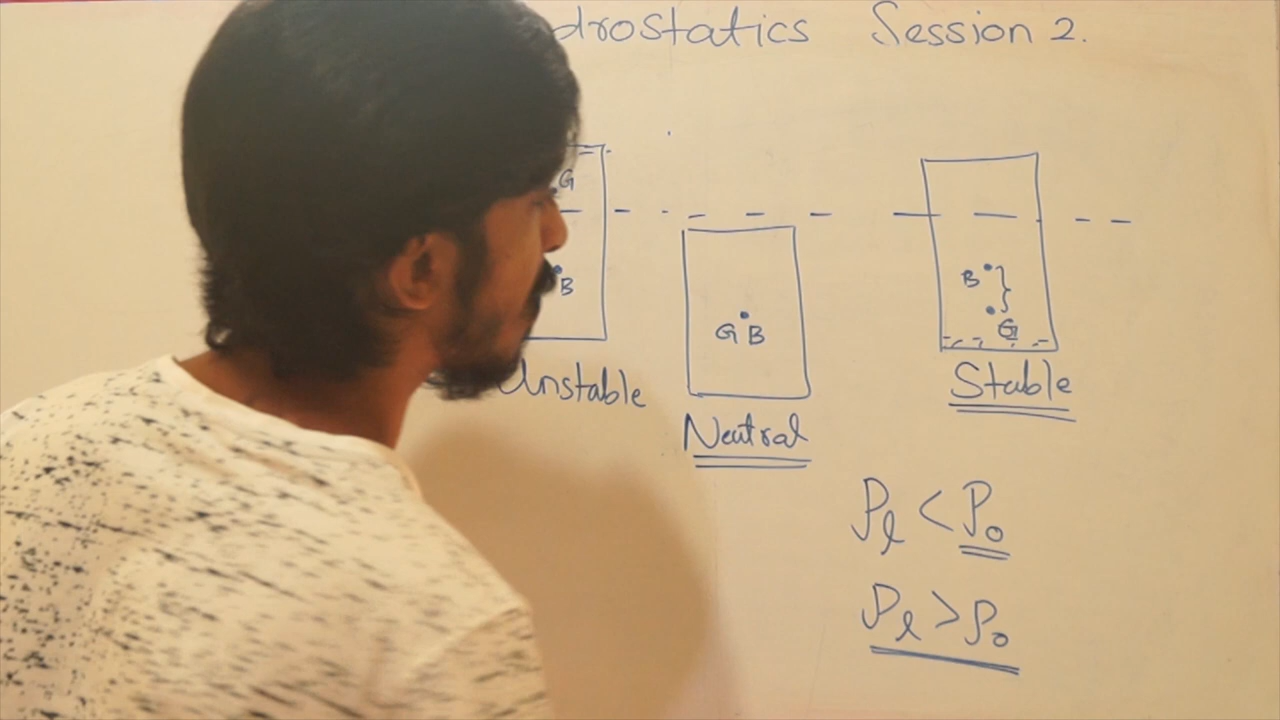 drostatics Session 2.
G
B
Unstable
G B
Neutral
B
G
Stable
ρl < ρo
ρl > ρo